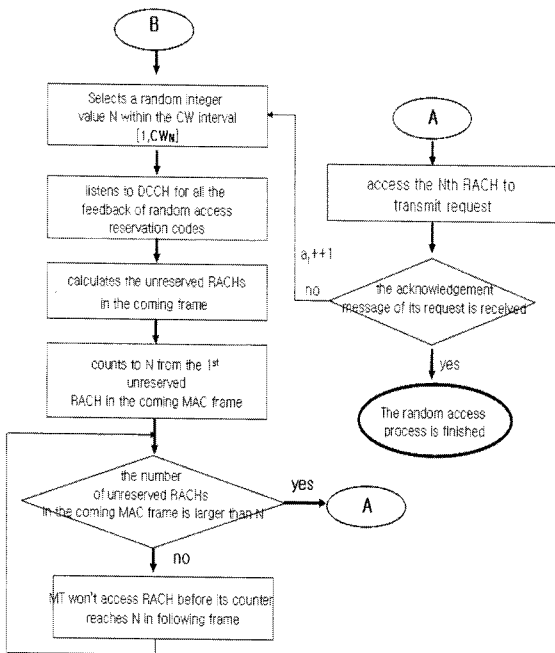 B
Selects a random integer
value N within the CW interval
[1,CWN]
listens to DCCH for all the
feedback of random access
reservation codes
calculates the unreserved RACHs
in the coming frame
counts to N from the 1st
unreserved
RACH in the coming MAC frame
the number
of unreserved RACHs
in the coming MAC frame is larger than N
yes
A
no
MT won't access RACH before its counter
reaches N in following frame
A
access the Nth RACH to
transmit request
a,++1
no
the acknowledgement
message of its request is received
yes
The random access
process is finished